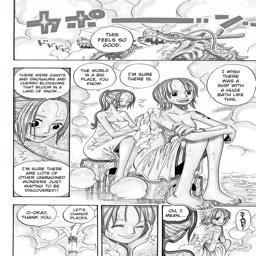 THIS
FEELS SO
GOOD.
I WISH
THERE
WAS A
SHIP WITH
A HUGE
BATH LIKE
THIS.
I'M SURE
THERE IS.
THE WORLD
IS A BIG
PLACE, YOU
KNOW.
THERE WERE GIANTS
AND DINOSAURS AND
CHERRY BLOSSOMS
THAT BLOOM IN A
LAND OF SNOW...
I'M SURE THERE
ARE LOTS OF
OTHER UNIMAGINED
WONDERS JUST
WAITING TO BE
DISCOVERED!!
OH, I
MEAN...
LET'S
CHANGE
PLACES.
O-OKAY,
THANK YOU.